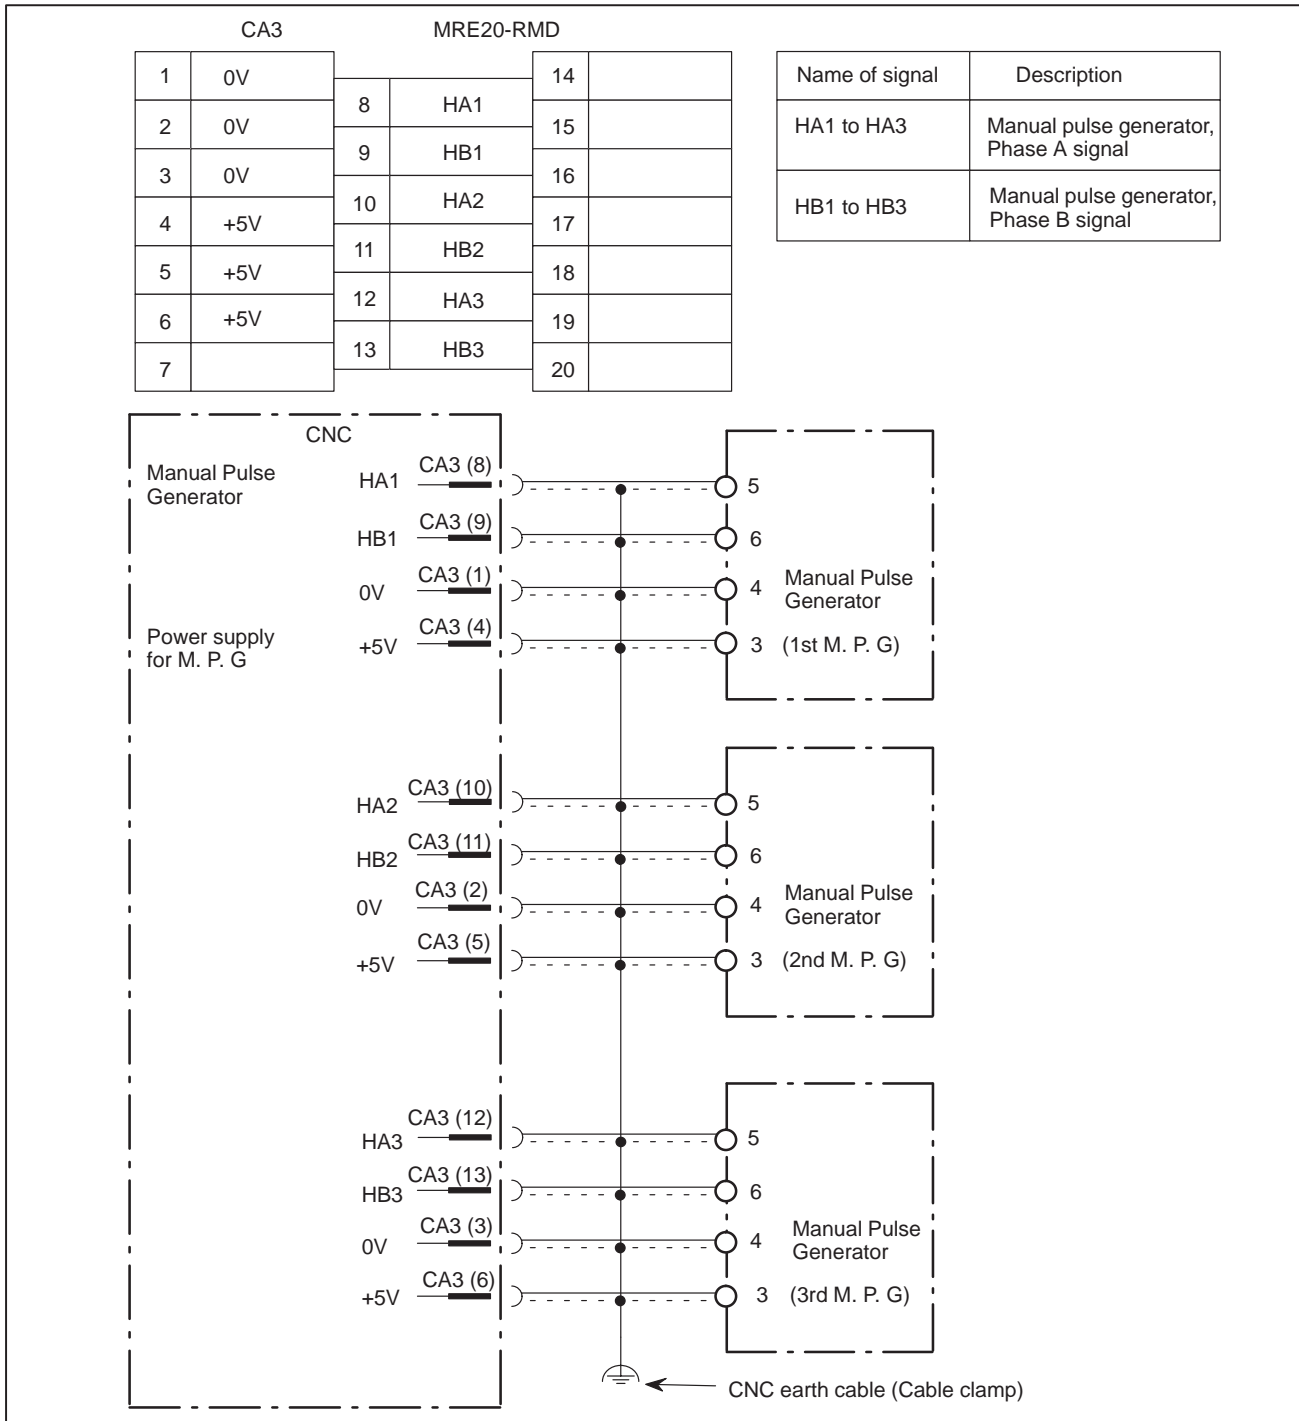 CA3 MRE20-RMD
1 0V
2 0V
3 0V
4 +5V
5 +5V
6 +5V
7
8 HA1
9 HB1
10 HA2
11 HB2
12 HA3
13 HB3
14
15
16
17
18
19
20
Name of signal Description
HA1 to HA3 Manual pulse generator,
Phase A signal
HB1 to HB3 Manual pulse generator,
Phase B signal
CNC
Manual Pulse
Generator
HA1 CA3 (8) 5
HB1 CA3 (9) 6
0V CA3 (1) 4
Manual Pulse
Generator
Power supply
for M. P. G
+5V CA3 (4) 3 (1st M. P. G)
HA2 CA3 (10) 5
HB2 CA3 (11) 6
0V CA3 (2) 4
Manual Pulse
Generator
+5V CA3 (5) 3 (2nd M. P. G)
HA3 CA3 (12) 5
HB3 CA3 (13) 6
0V CA3 (3) 4
Manual Pulse
Generator
+5V CA3 (6) 3 (3rd M. P. G)
CNC earth cable (Cable clamp)